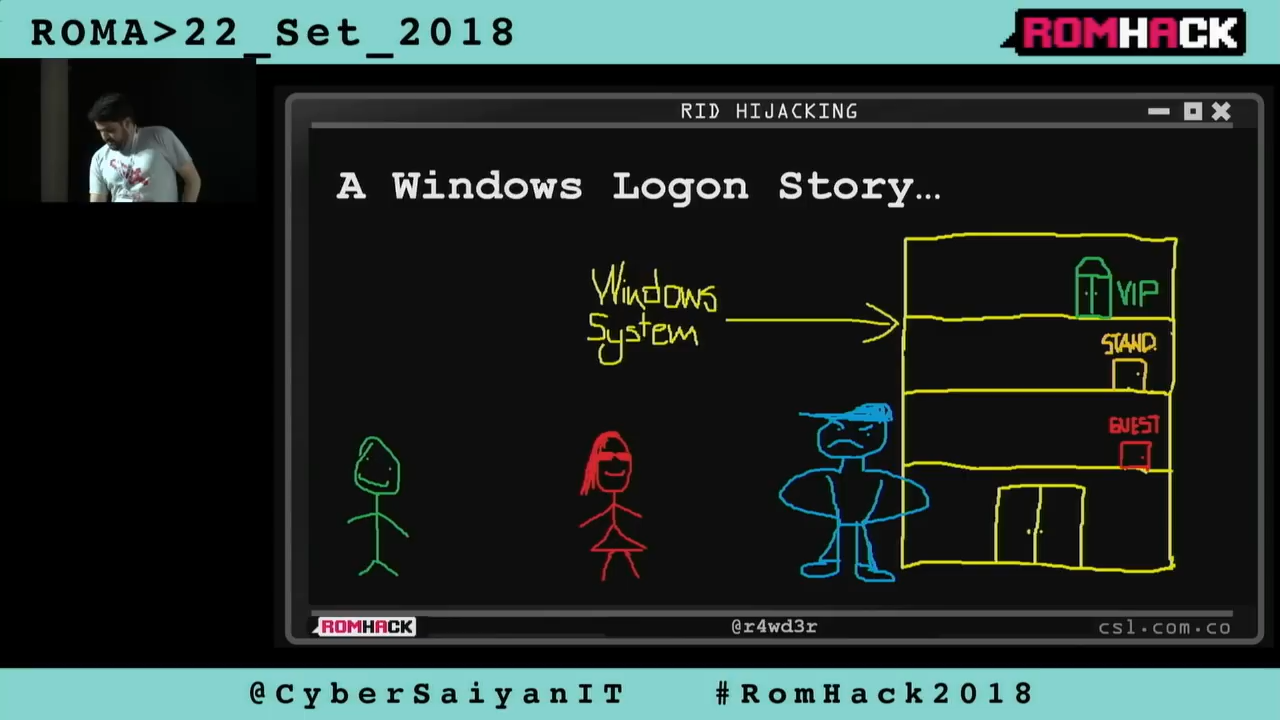 ROMA>22_Set_2018
ROMHACK
RID HIJACKING
A Windows Logon Story…
Windows
System
VIP
STAND.
GUEST
ROMHACK
@r4wd3r
csl.com.co
@CyberSaiyanIT #RomHack2018